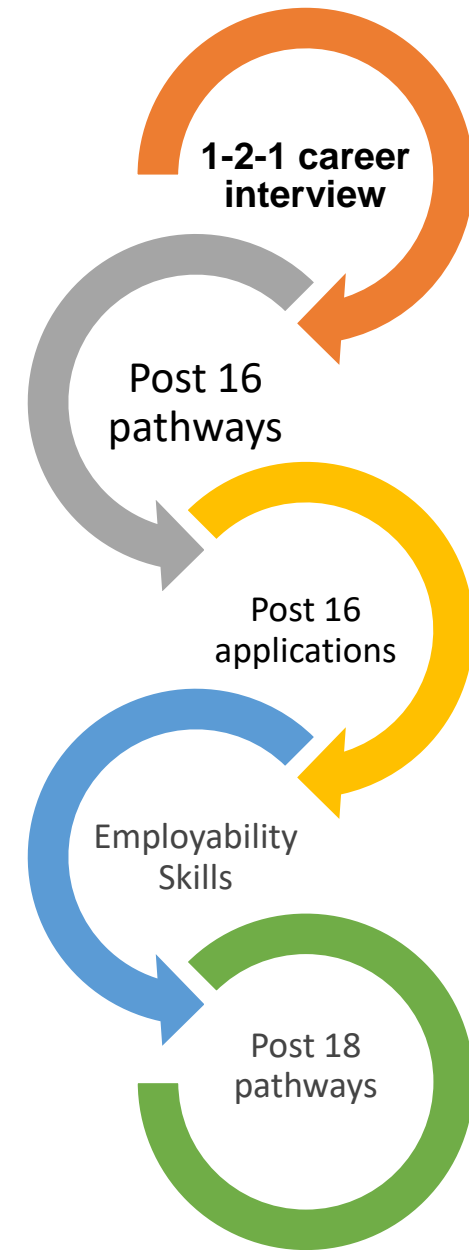 1-2-1 career
interview
Post 16
pathways
Post 16
applications
Employability
Skills
Post 18
pathways